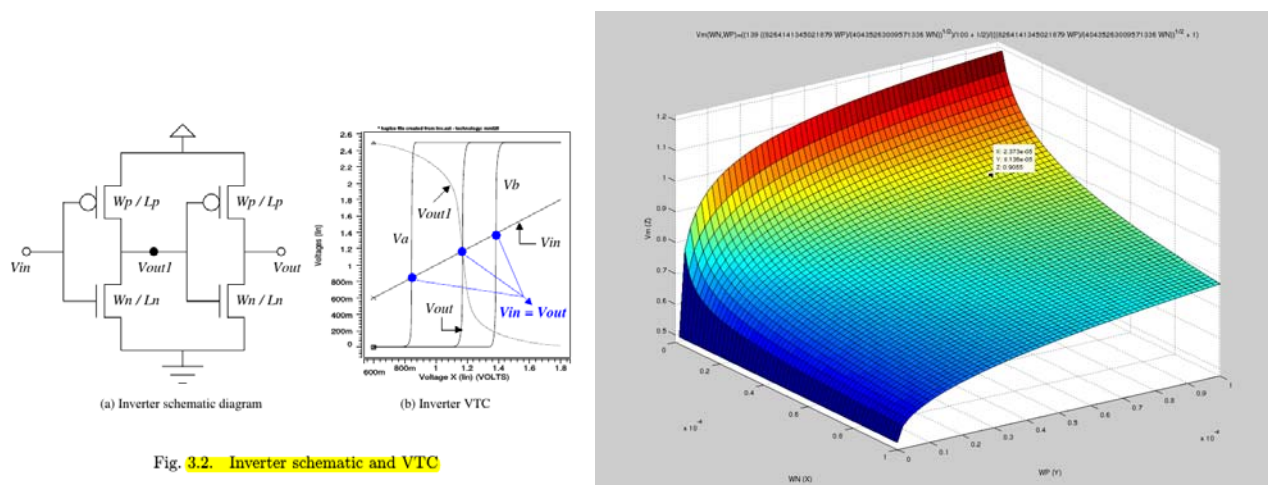 Wp / Lp
Wp / Lp
Vin
Vout1
Vout
Wn / Ln
Wn / Ln
(a) Inverter schematic diagram
2.6
2.4
2.2
2
1.8
1.6
1.4
1.2
1
800m
600m
400m
200m
0
Voltages (lin)
Vout1
Vb
Va
Vin
Vout
Vin = Vout
600m
800m
1
1.2
1.4
1.6
1.8
Voltage X (lin) (VOLTS)
(b) Inverter VTC
Fig. 3.2. Inverter schematic and VTC
1.2
1.1
1
0.9
0.8
0.7
0.6
0.5
Vm (Z)
X: 2.373e-05
Z: 0.9055
0
0.2
0.4
0.6
0.8
1
x 10⁻⁴
WN (X)
0
0.1
0.2
0.3
0.4
0.5
0.6
0.7
0.8
0.9
1
x 10⁻⁴
WP (Y)